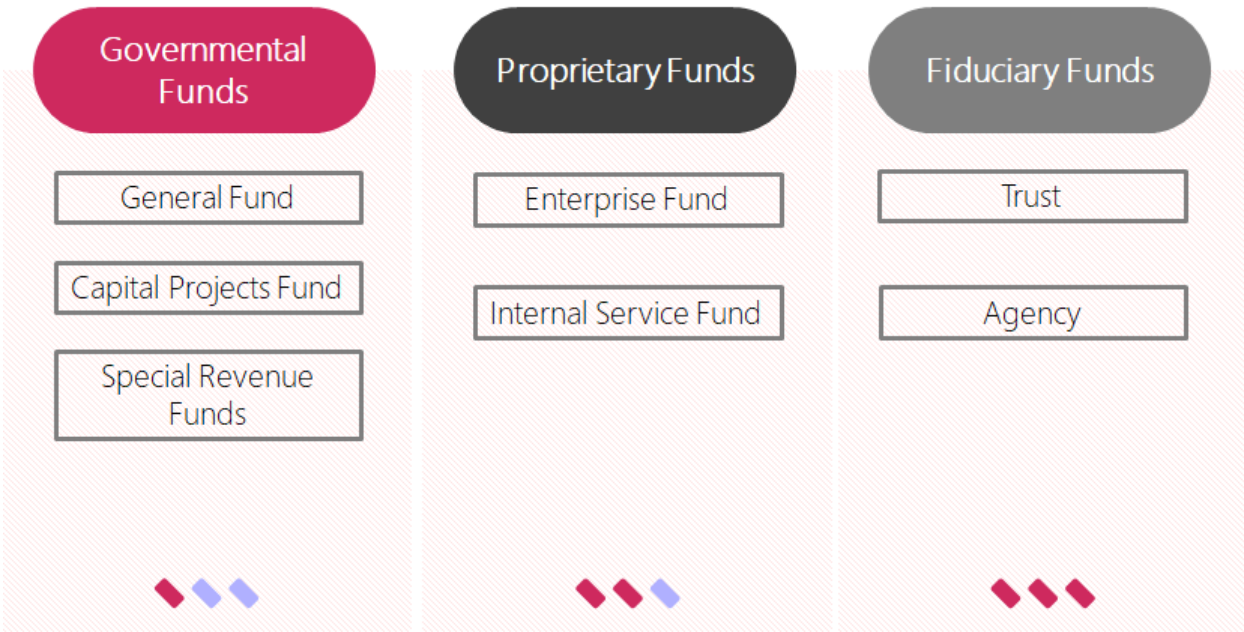 Governmental
Funds
General Fund
Capital Projects Fund
Special Revenue
Funds
Proprietary Funds
Enterprise Fund
Internal Service Fund
Fiduciary Funds
Trust
Agency